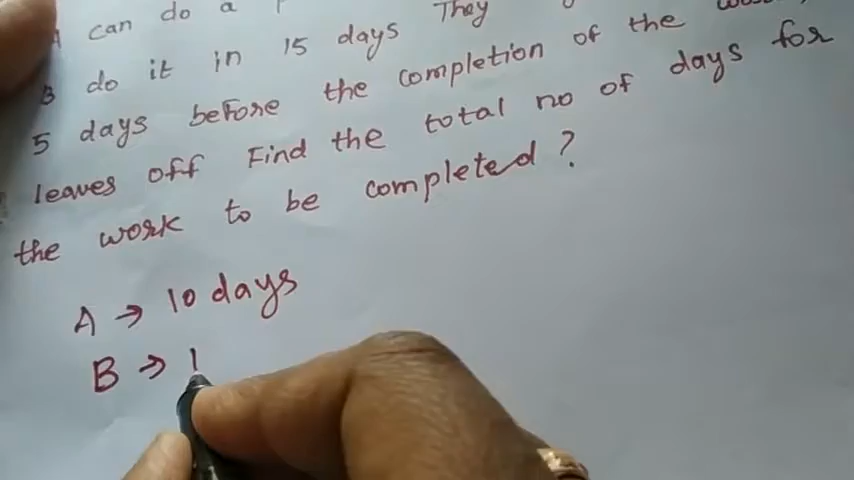 can do a
B do it in 15 days They
5 days before the completion of the
leaves off Find the total no of days for
the work to be completed ?
A → 10 days
B → 1